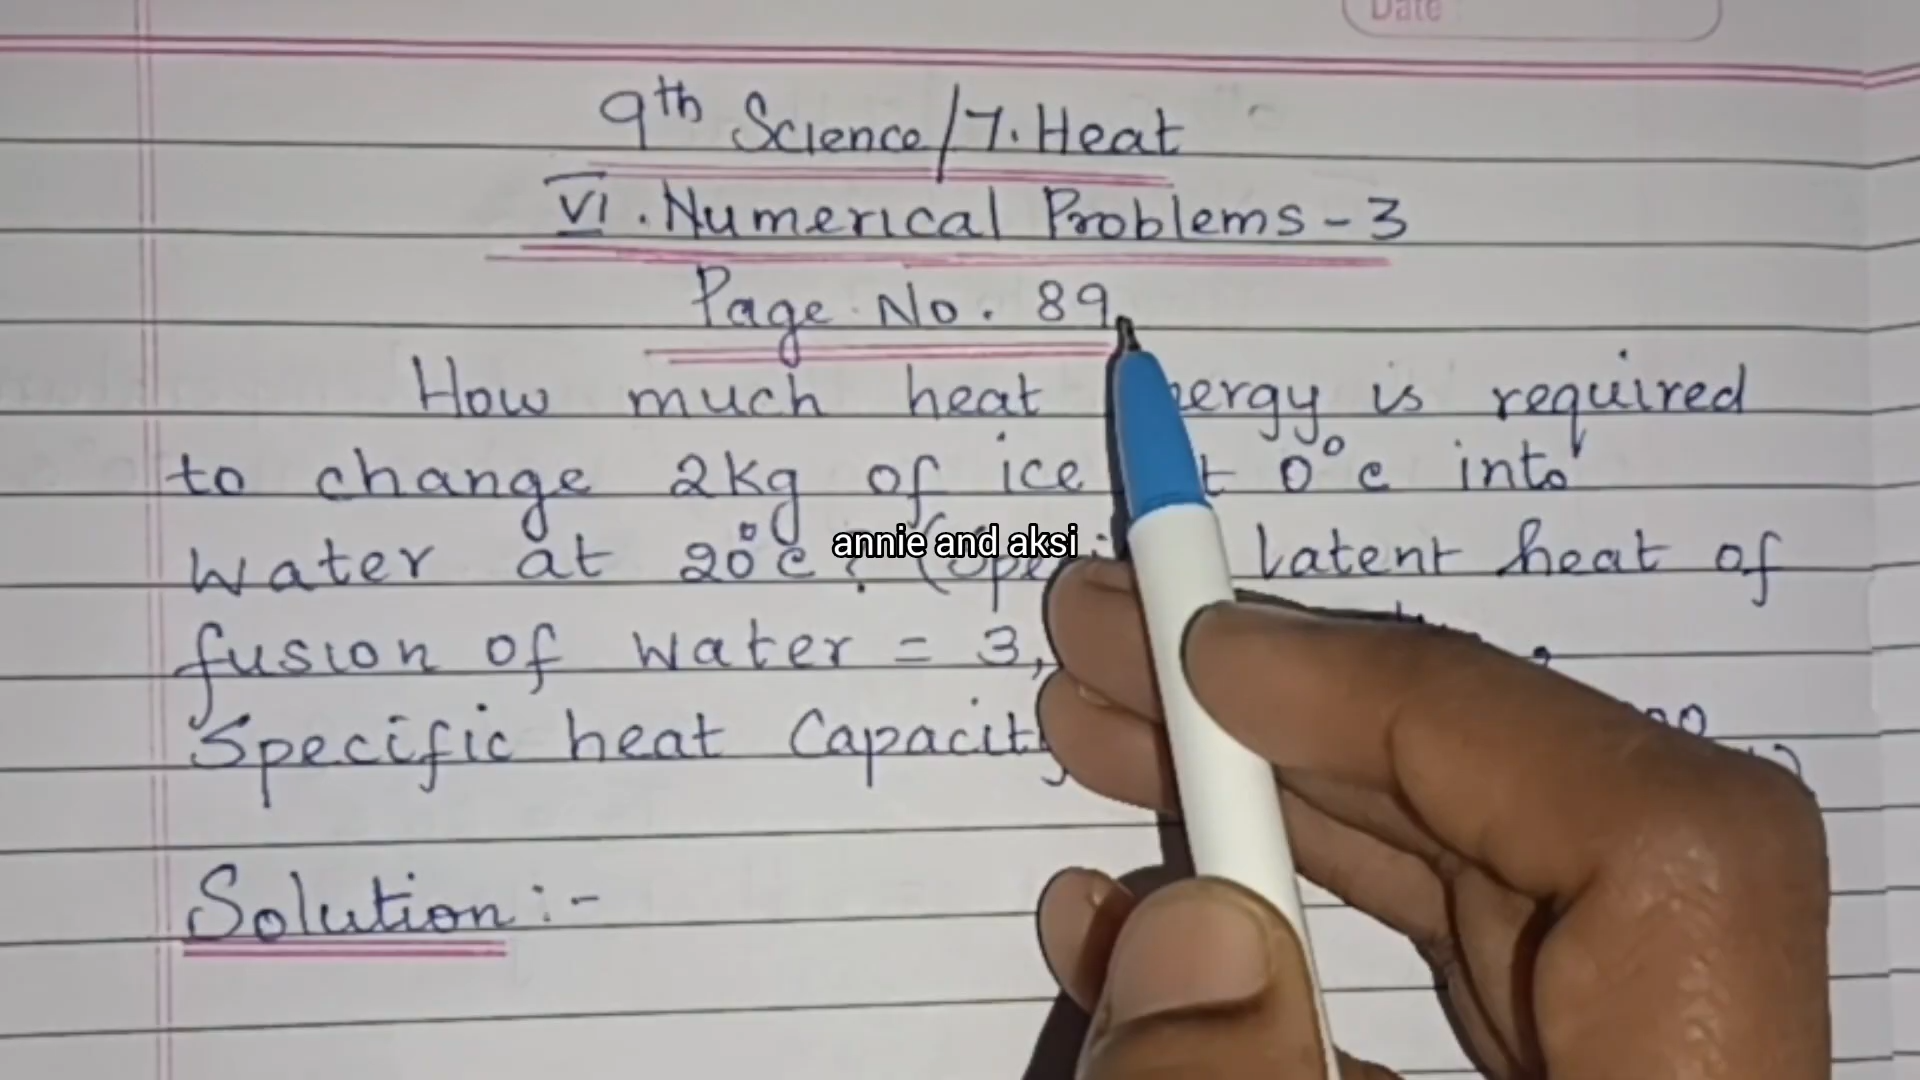 Date
9th Science/7. Heat
VI. Numerical Problems - 3
Page No. 89
How much heat is required
to change 2kg of ice 0°c into
water at 20°c? latent heat of
annie and aksi
fusion of water = 3,
Specific heat Capacity
Solution :-